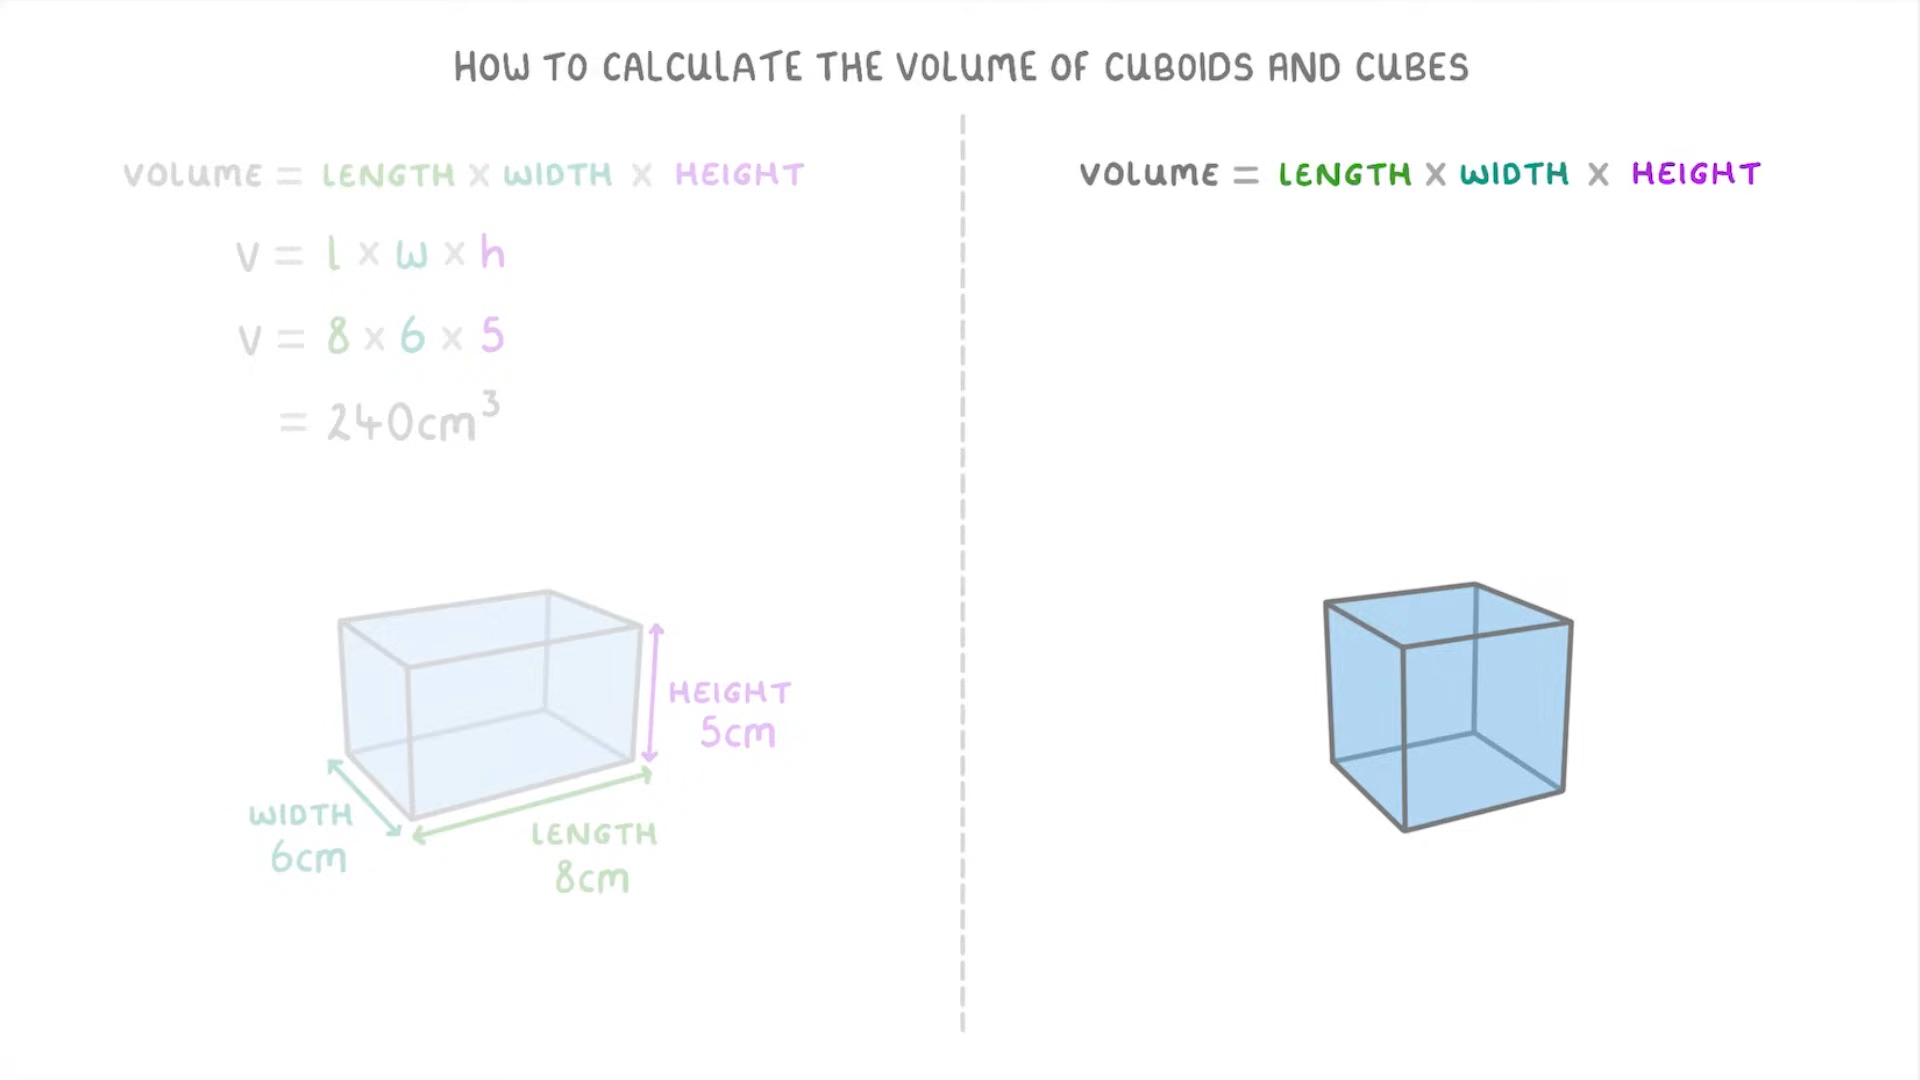 HOW TO CALCULATE THE VOLUME OF CUBOIDS AND CUBES
VOLUME = LENGTH x WIDTH x HEIGHT
V = l x w x h
V = 8 x 6 x 5
= 240cm³
HEIGHT
5cm
WIDTH
6cm
LENGTH
8cm
VOLUME = LENGTH x WIDTH x HEIGHT